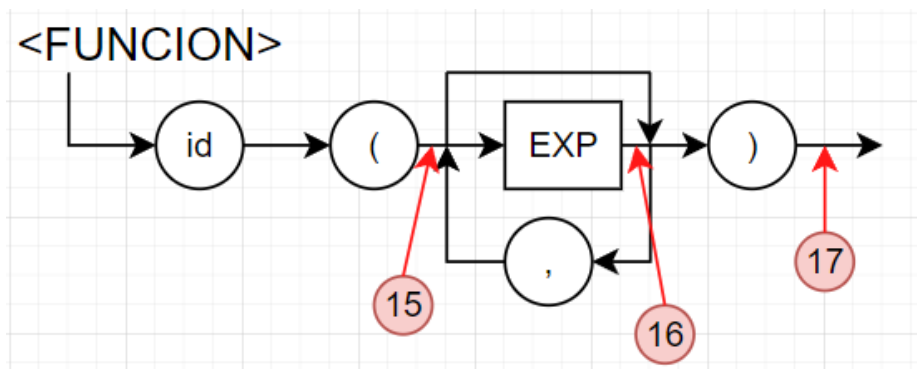 <FUNCION>
id
(
EXP
)
,
15
16
17